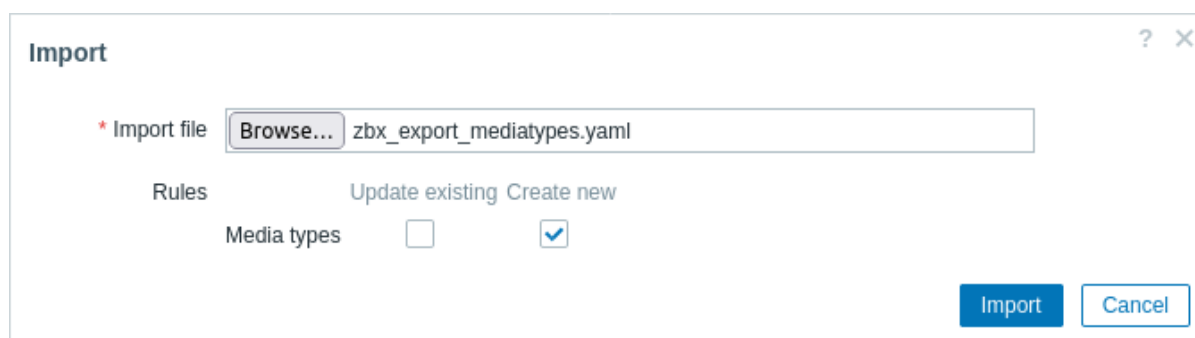 Import
? ×
* Import file Browse... zbx_export_mediatypes.yaml
Rules Update existing Create new
Media types
Import Cancel